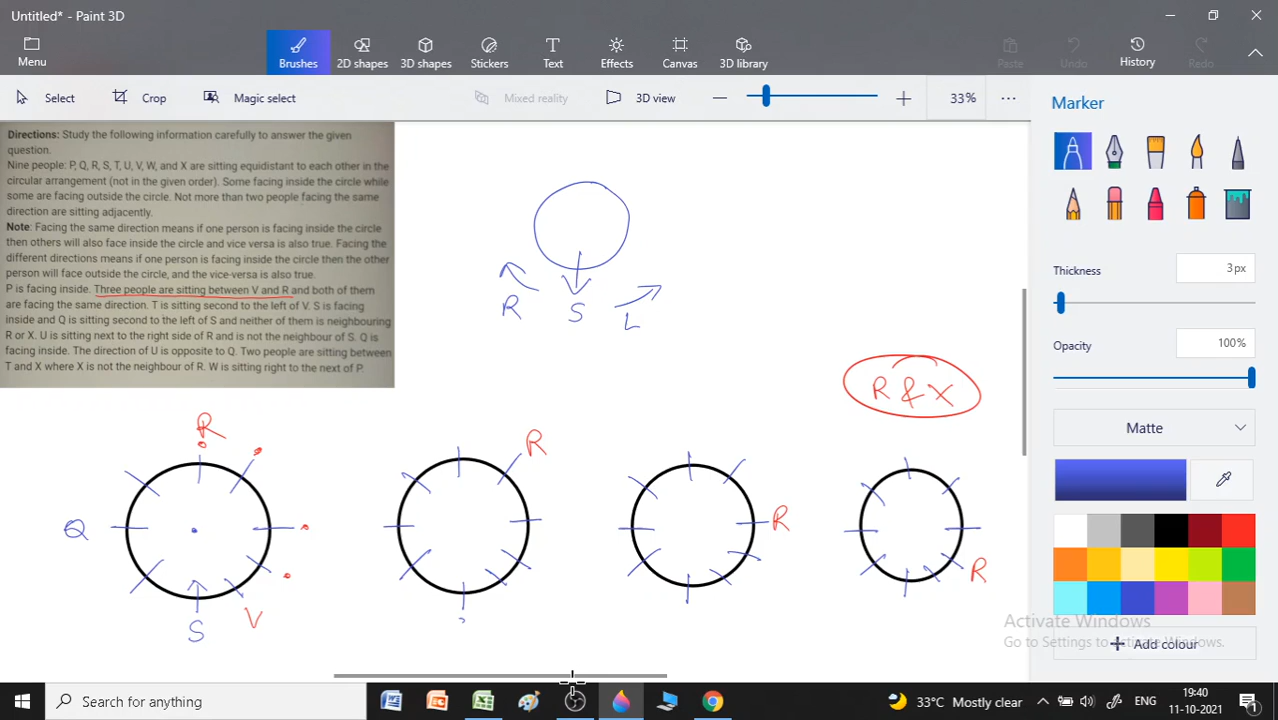 Untitled* - Paint 3D
Menu
Brushes
2D shapes
3D shapes
Stickers
Text
Effects
Canvas
3D library
Paste
Undo
History
Redo
Select
Crop
Magic select
Mixed reality
3D view
33%
Marker
Directions: Study the following information carefully to answer the given
question.
Nine people: P, Q, R, S, T, U, V, W, and X are sitting equidistant to each other in the
circular arrangement (not in the given order). Some facing inside the circle while
some are facing outside the circle. Not more than two people facing the same
direction are sitting adjacently.
Note: Facing the same direction means if one person is facing inside the circle
then others will also face inside the circle and vice versa is also true. Facing the
different directions means if one person is facing inside the circle then the other
person will face outside the circle, and the vice-versa is also true.
P is facing inside. Three people are sitting between V and R and both of them
are facing the same direction. T is sitting second to the left of V. S is facing
inside and Q is sitting second to the left of S and neither of them is neighbouring
R or X. U is sitting next to the right side of R and is not the neighbour of S. Q is
facing inside. The direction of U is opposite to Q. Two people are sitting between
T and X where X is not the neighbour of R. W is sitting right to the next of P.
R
S
L
R & X
R
Q
V
S
R
R
R
Thickness
3px
Opacity
100%
Matte
Add colour
Activate Windows
Go to Settings to activate Windows.
Search for anything
33°C Mostly clear
ENG
19:40
11-10-2021
1